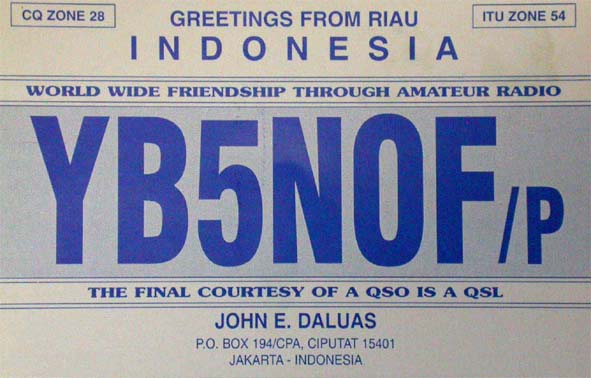 CQ ZONE 28
GREETINGS FROM RIAU
ITU ZONE 54
INDONESIA
WORLD WIDE FRIENDSHIP THROUGH AMATEUR RADIO
YB5NOF/P
THE FINAL COURTESY OF A QSO IS A QSL
JOHN E. DALUAS
P.O. BOX 194/CPA, CIPUTAT 15401
JAKARTA - INDONESIA